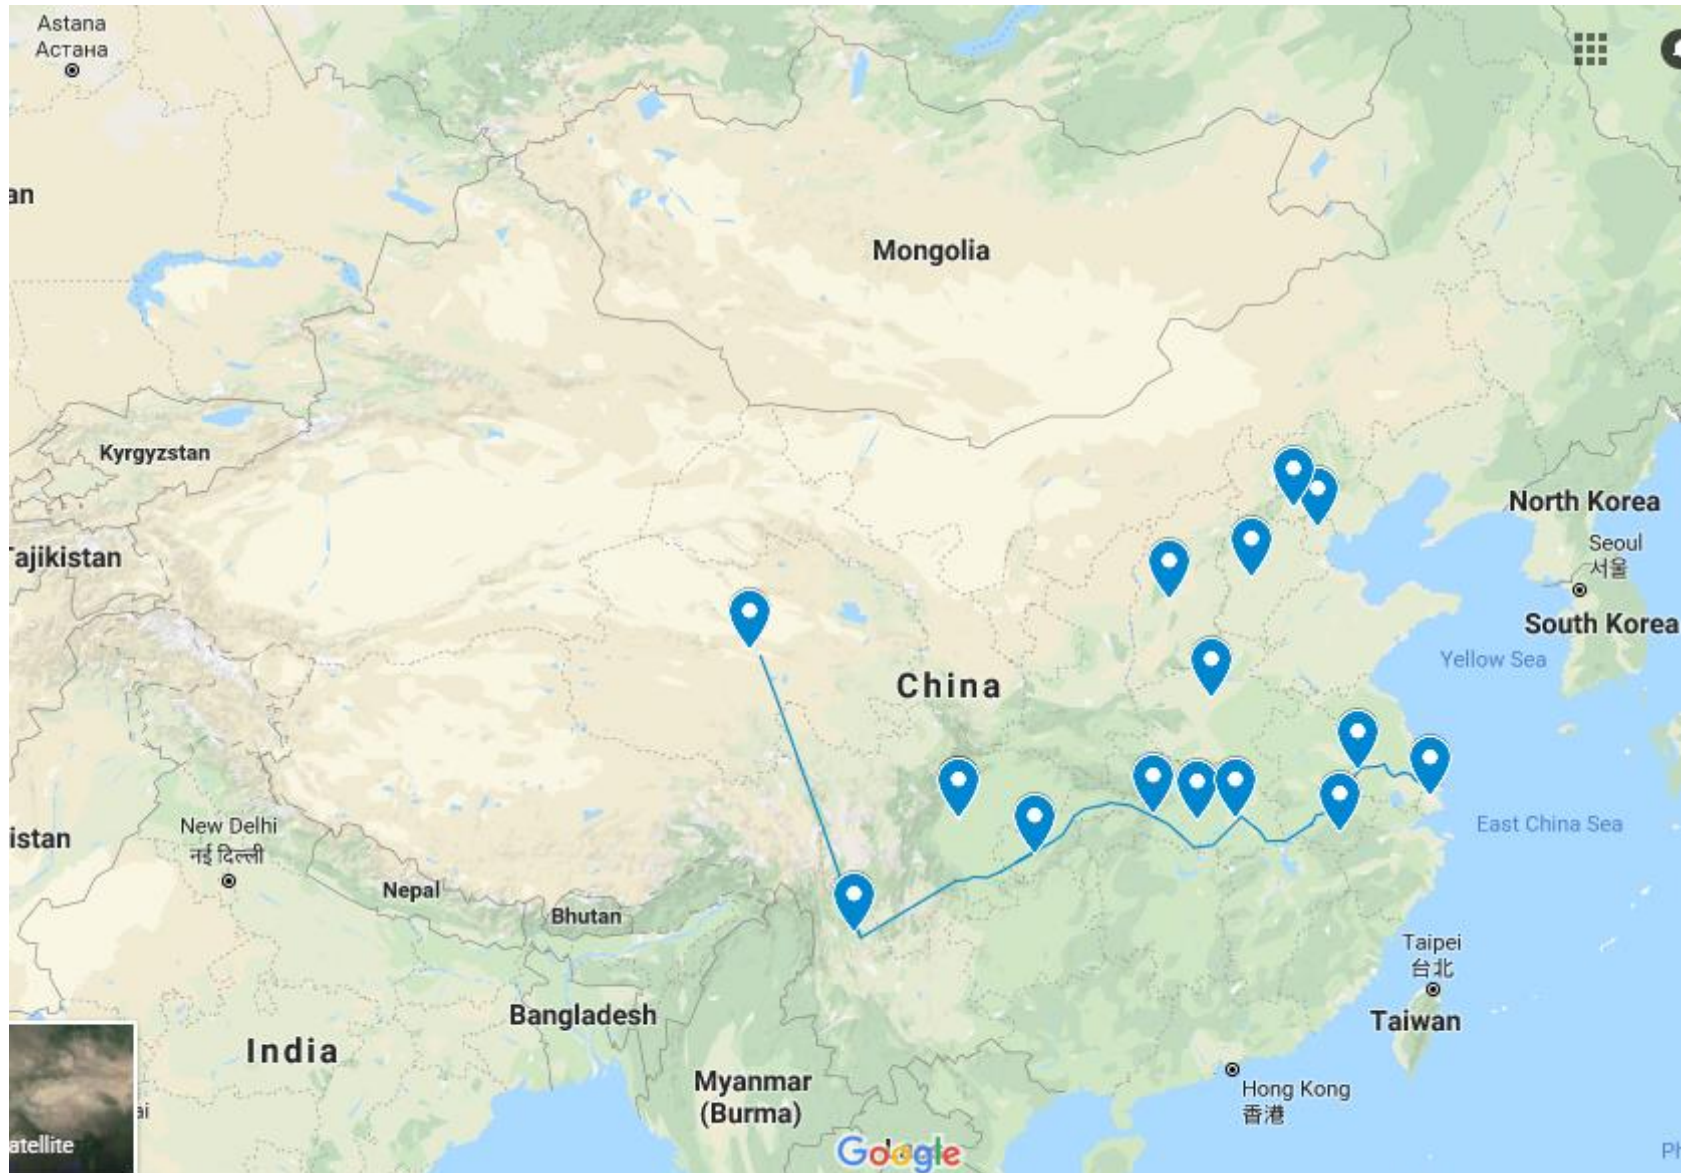 Astana
Астана
an
Mongolia
Kyrgyzstan
North Korea
Seoul
서울
ajikistan
South Korea
Yellow Sea
China
New Delhi
नई दिल्ली
istan
East China Sea
Nepal
Bhutan
Taipei
台北
Bangladesh
Taiwan
India
Hong Kong
香港
Myanmar
(Burma)
ai
atellite
Google
Ph